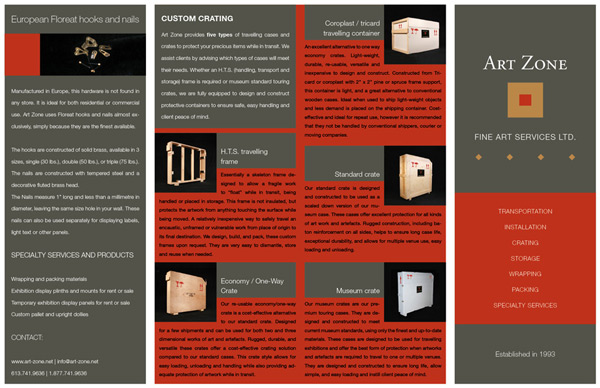 European Floreat hooks and nails
Manufactured in Europe, this hardware is not found in
any store. It is ideal for both residential or commercial
use. Art Zone uses Floreat hooks and nails almost ex-
clusively, simply because they are the finest available.
The hooks are constructed of solid brass, available in 3
sizes, single (30 lbs.), double (50 lbs.), or triple (75 lbs.).
The nails are constructed with tempered steel and a
decorative fluted brass head.
The Nails measure 1" long and less than a millimetre in
diameter, leaving the same size hole in your wall. These
nails can also be used separately for displaying labels,
light text or other panels.
SPECIALTY SERVICES AND PRODUCTS
Wrapping and packing materials
Exhibition display plinths and mounts for rent or sale
Temporary exhibition display panels for rent or sale
Custom pallet and upright dollies
CONTACT:
www.art-zone.net | info@art-zone.net
613.741.9636 | 1.877.741.9636
CUSTOM CRATING
Art Zone provides five types of travelling cases and
crates to protect your precious items while in transit. We
assist clients by advising which types of cases will meet
their needs. Whether an H.T.S. (handling, transport and
storage) frame is required or museum standard touring
crates, we are fully equipped to design and construct
protective containers to ensure safe, easy handling and
client peace of mind.
H.T.S. travelling
frame
Essentially a skeleton frame de-
signed to allow a fragile work
to "float" while in transit, being
handled or placed in storage. This frame is not insulated, but
protects the artwork from anything touching the surface while
being moved. A relatively inexpensive way to safely travel an
encaustic, unframed or vulnerable work from place of origin to
its final destination. We design, build, and pack, these custom
frames upon request. They are very easy to dismantle, store
and reuse when needed.
Economy / One-Way
Crate
Our re-usable economy/one-way
crate is a cost-effective alternative
to our standard crate. Designed
for a few shipments and can be used for both two and three
dimensional works of art and artefacts. Rugged, durable, and
versatile these crates offer a cost-effective crating solution
compared to our standard cases. This crate style allows for
easy loading, unloading and handling while also providing ad-
equate protection of artwork while in transit.
Coroplast / tricard
travelling container
An excellent alternative to one way
economy crates. Light-weight,
durable, re-usable, versatile and
inexpensive to design and construct. Constructed from Tri-
card or coroplast with 2" x 2" pine or spruce frame support,
this container is light, and a great alternative to conventional
wooden cases. Ideal when used to ship light-weight objects
and less demand is placed on the shipping container. Cost-
effective and ideal for repeat use, however it is recommended
that they not be handled by conventional shippers, courier or
moving companies.
Standard crate
Our standard crate is designed
and constructed to be used as a
scaled down version of our mu-
seum case. These cases offer excellent protection for all kinds
of art work and artefacts. Rugged construction, including ba-
tton reinforcement on all sides, helps to ensure long case life,
exceptional durability, and allows for multiple venue use, easy
loading and unloading.
Museum crate
Our museum crates are our pre-
mium touring cases. They are de-
signed and constructed to meet
current museum standards, using only the finest and up-to-date
materials. These cases are designed to be used for travelling
exhibitions and offer the best form of protection when artworks
and artefacts are required to travel to one or multiple venues.
They are designed and constructed to ensure long life, allow
simple, and easy loading and instill client peace of mind.
ART ZONE
FINE ART SERVICES LTD.
TRANSPORTATION
INSTALLATION
CRATING
STORAGE
WRAPPING
PACKING
SPECIALTY SERVICES
Established in 1993